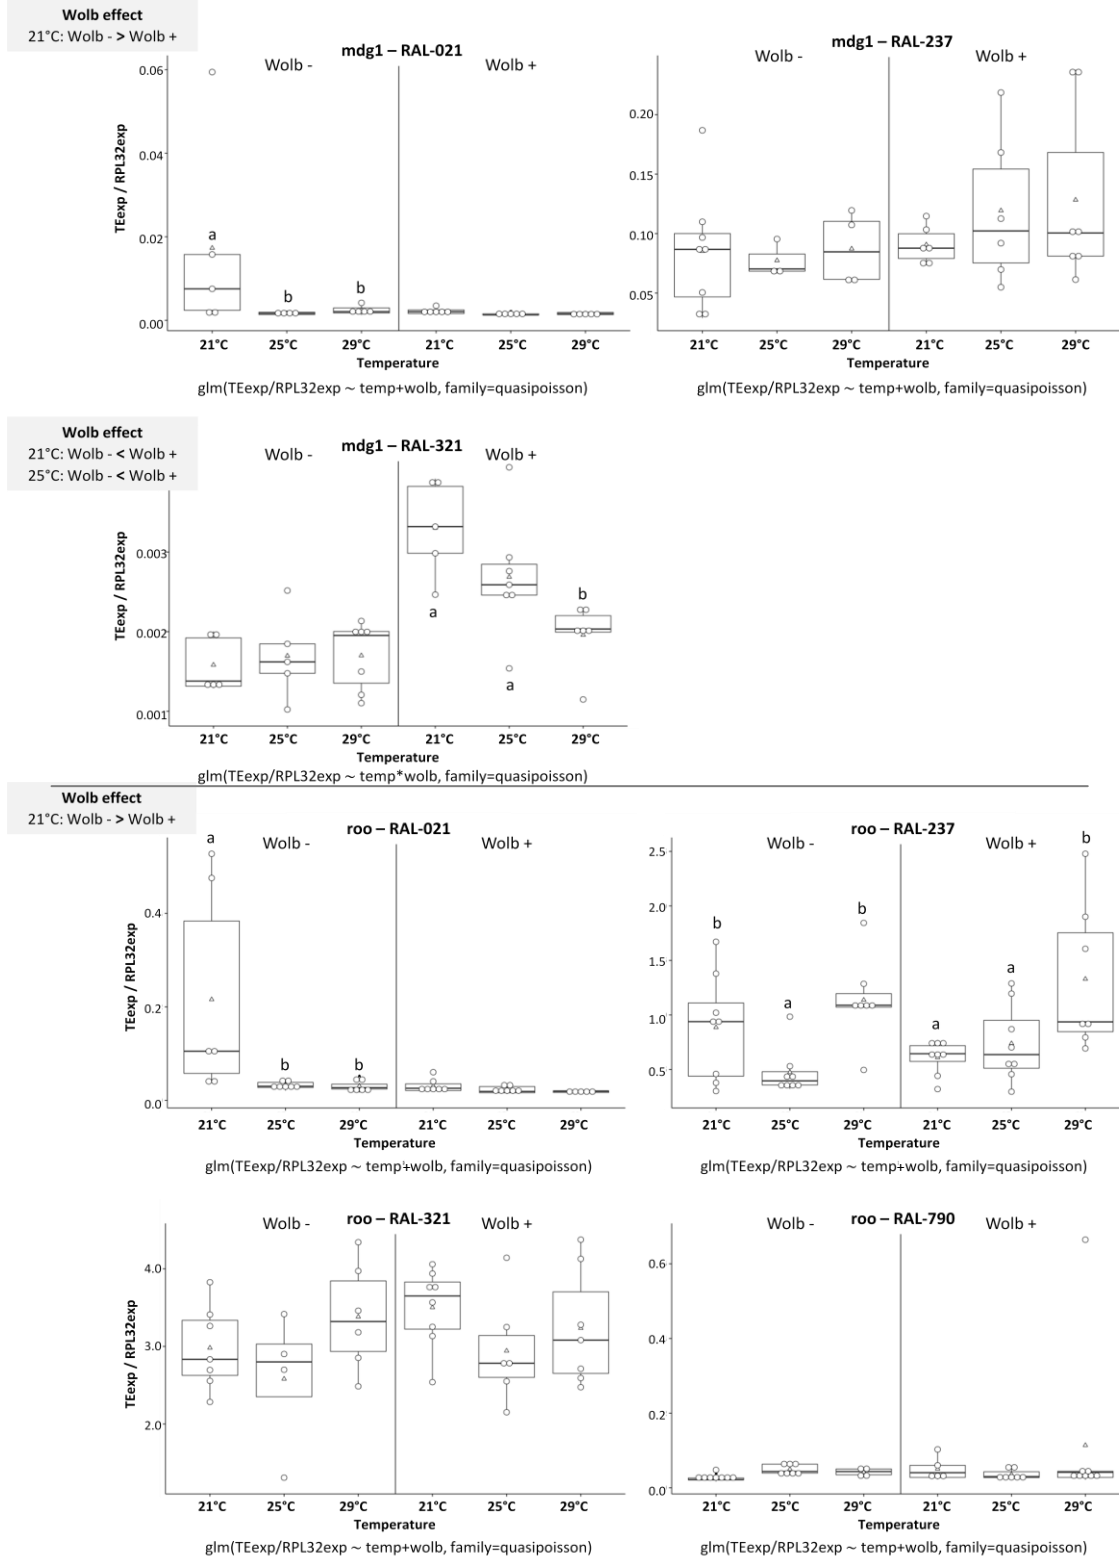 Wolb effect
21°C: Wolb - > Wolb +
mdg1 – RAL-021
Wolb -
Wolb +
TEexp / RPL32exp
0.06
0.04
0.02
0.00
a
b
b
21°C 25°C 29°C 21°C 25°C 29°C
Temperature
glm(TEexp/RPL32exp ~ temp+wolb, family=quasipoisson)
mdg1 – RAL-237
Wolb -
Wolb +
0.20
0.15
0.10
0.05
21°C 25°C 29°C 21°C 25°C 29°C
Temperature
glm(TEexp/RPL32exp ~ temp+wolb, family=quasipoisson)
Wolb effect
21°C: Wolb - < Wolb +
25°C: Wolb - < Wolb +
mdg1 – RAL-321
Wolb -
Wolb +
TEexp / RPL32exp
0.003
0.002
0.001
a
a
b
21°C 25°C 29°C 21°C 25°C 29°C
Temperature
glm(TEexp/RPL32exp ~ temp*wolb, family=quasipoisson)
Wolb effect
21°C: Wolb - > Wolb +
roo – RAL-021
Wolb -
Wolb +
TEexp / RPL32exp
0.4
0.2
0.0
a
b
b
21°C 25°C 29°C 21°C 25°C 29°C
Temperature
glm(TEexp/RPL32exp ~ temp+wolb, family=quasipoisson)
roo – RAL-237
Wolb -
Wolb +
2.5
2.0
1.5
1.0
0.5
b
a
b
a
a
b
21°C 25°C 29°C 21°C 25°C 29°C
Temperature
glm(TEexp/RPL32exp ~ temp+wolb, family=quasipoisson)
roo – RAL-321
Wolb -
Wolb +
TEexp / RPL32exp
4.0
3.0
2.0
21°C 25°C 29°C 21°C 25°C 29°C
Temperature
glm(TEexp/RPL32exp ~ temp+wolb, family=quasipoisson)
roo – RAL-790
Wolb -
Wolb +
0.6
0.4
0.2
0.0
21°C 25°C 29°C 21°C 25°C 29°C
Temperature
glm(TEexp/RPL32exp ~ temp+wolb, family=quasipoisson)